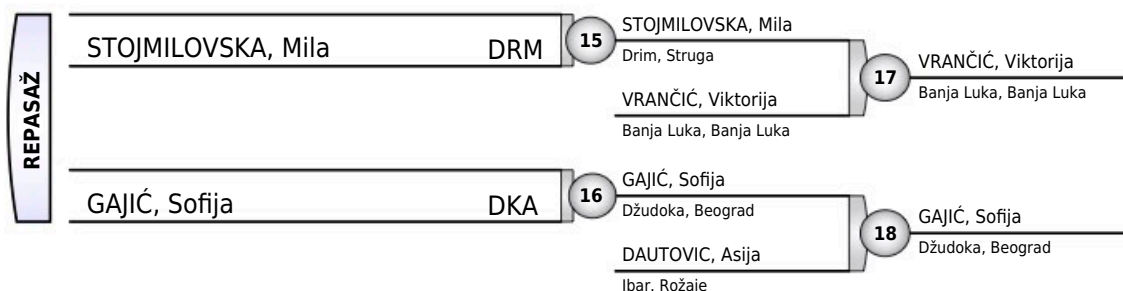 REPASAŽ
STOJMILOVSKA, Mila DRM
15
STOJMILOVSKA, Mila
Drim, Struga
VRANČIĆ, Viktorija
Banja Luka, Banja Luka
17
VRANČIĆ, Viktorija
Banja Luka, Banja Luka
GAJIĆ, Sofija DKA
16
GAJIĆ, Sofija
Džudoka, Beograd
DAUTOVIC, Asija
Ibar, Rožaje
18
GAJIĆ, Sofija
Džudoka, Beograd